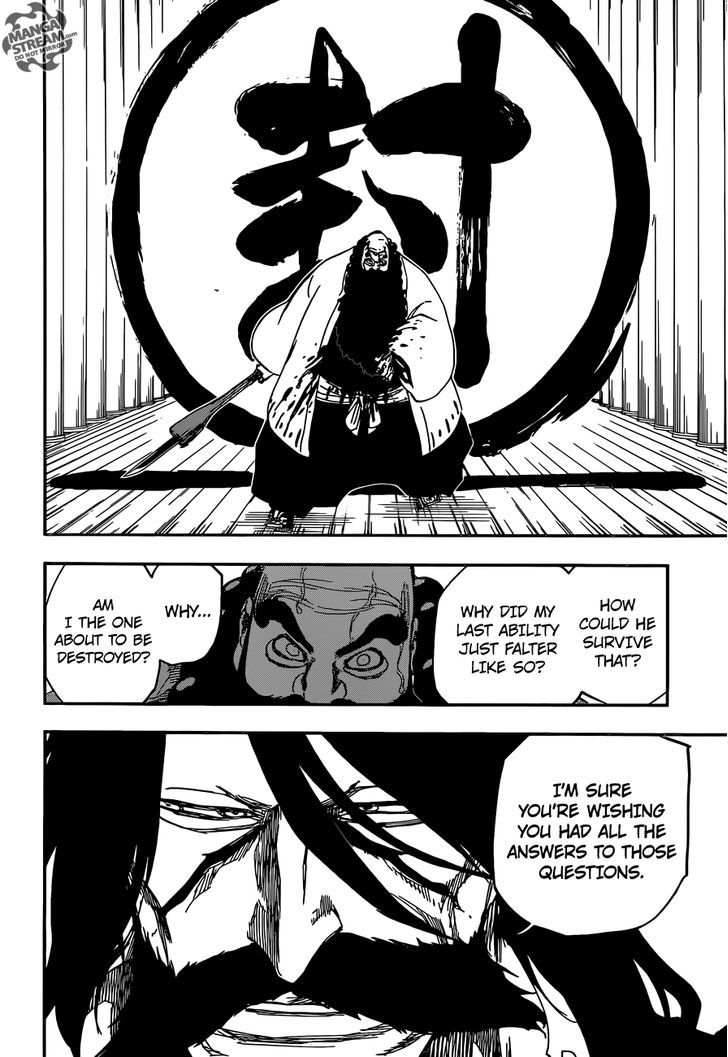 MANGA
STREAM.com
DO NOT MIRROR!
封
HOW
COULD HE
SURVIVE
THAT?
WHY DID MY
LAST ABILITY
JUST FALTER
LIKE SO?
WHY...
AM
I THE ONE
ABOUT TO BE
DESTROYED?
I'M SURE
YOU'RE WISHING
YOU HAD ALL THE
ANSWERS TO THOSE
QUESTIONS.